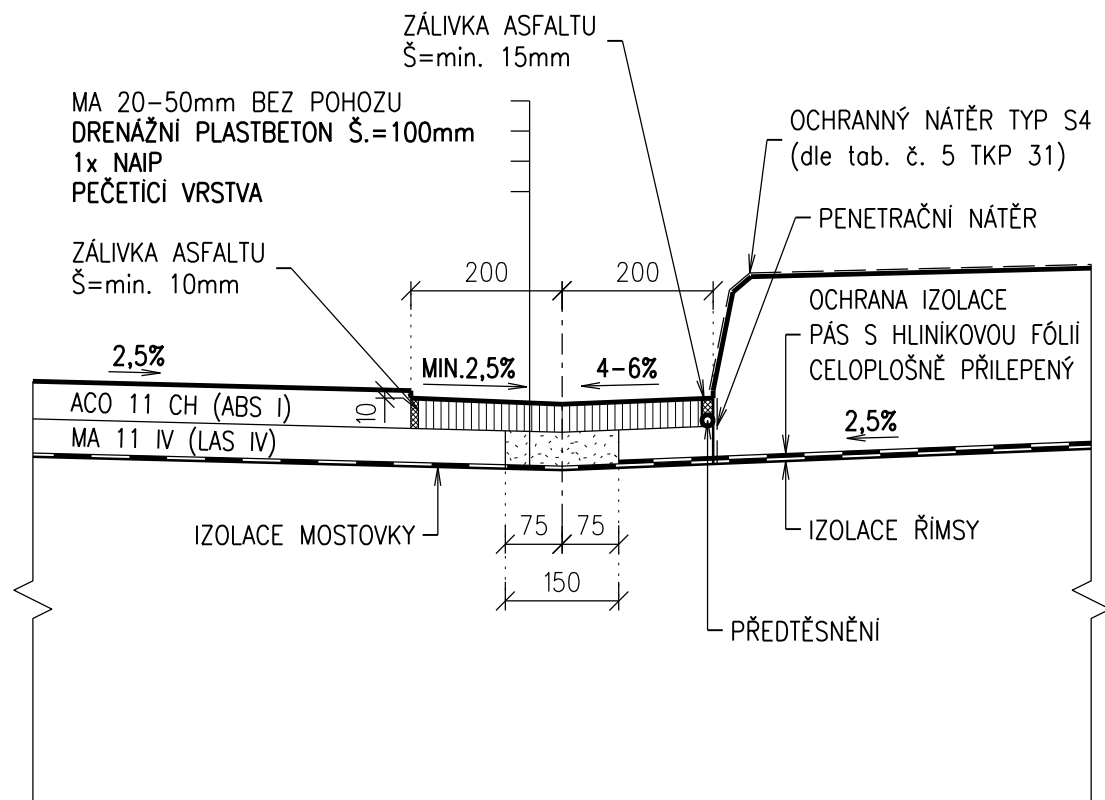 ZÁLIVKA ASFALTU
Š=min. 15mm
MA 20-50mm BEZ POHOZU
DRENÁŽNÍ PLASTBETON Š.=100mm
1x NAIP
PEČETÍCÍ VRSTVA
OCHRANNÝ NÁTĚR TYP S4
(dle tab. č. 5 TKP 31)
PENETRAČNÍ NÁTĚR
ZÁLIVKA ASFALTU
Š=min. 10mm
200
200
OCHRANA IZOLACE
PÁS S HLINÍKOVOU FÓLIÍ
CELOPLOŠNĚ PŘILEPENÝ
2,5%
MIN.2,5%
4-6%
ACO 11 CH (ABS I)
10
MA 11 IV (LAS IV)
2,5%
IZOLACE MOSTOVKY
75
75
IZOLACE ŘÍMSY
150
PŘEDTĚSNĚNÍ